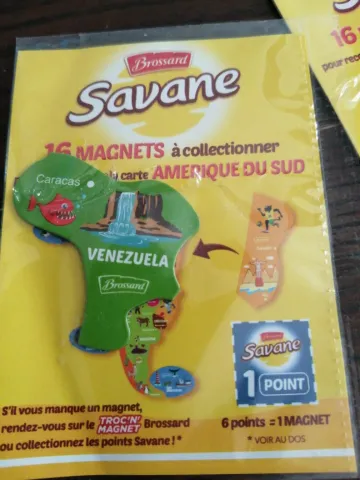 Brossard
Savane
16 MAGNETS à collectionner
carte AMERIQUE DU SUD
Caracas
VENEZUELA
Brossard
Brossard
Savane
1 POINT
S'il vous manque un magnet,
rendez-vous sur le TROC'N' MAGNET Brossard
ou collectionnez les points Savane ! *
6 points = 1 MAGNET
* VOIR AU DOS
16
pour reco